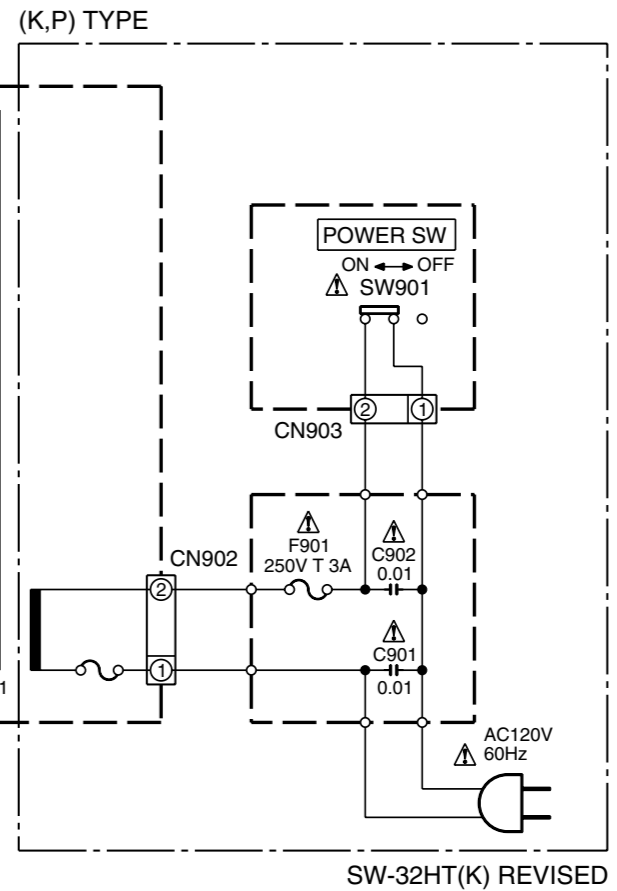 (K,P) TYPE
POWER SW
ON OFF
SW901
2 1
CN903
F901
250V T 3A
C902
0.01
CN902
2
C901
0.01
1
1
AC120V
60Hz
SW-32HT(K) REVISED